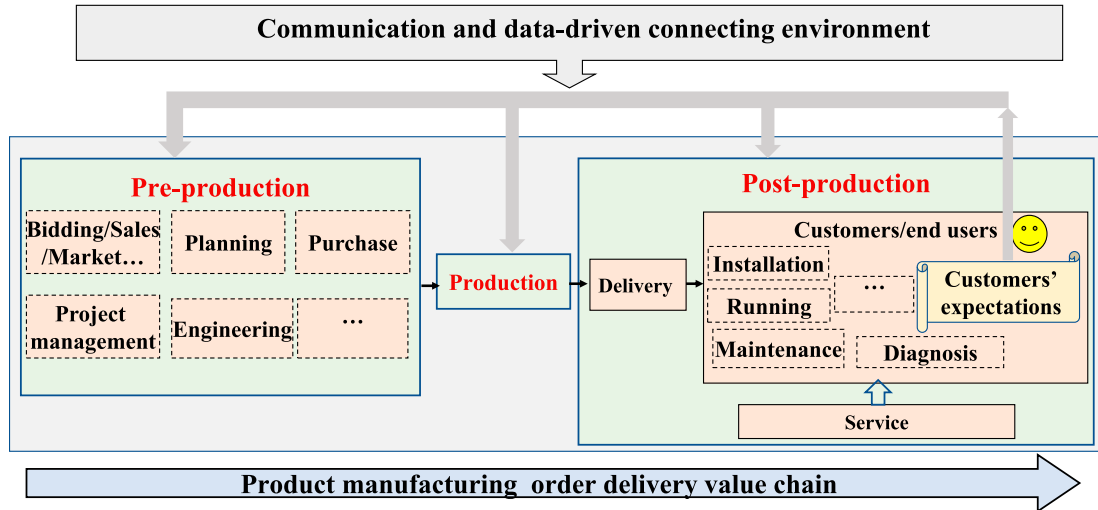 Communication and data-driven connecting environment
Pre-production
Bidding/Sales
/Market…
Planning
Purchase
Project
management
Engineering
…
Production
Delivery
Post-production
Customers/end users
Installation
Running
…
Maintenance
Diagnosis
Customers’
expectations
Service
Product manufacturing order delivery value chain